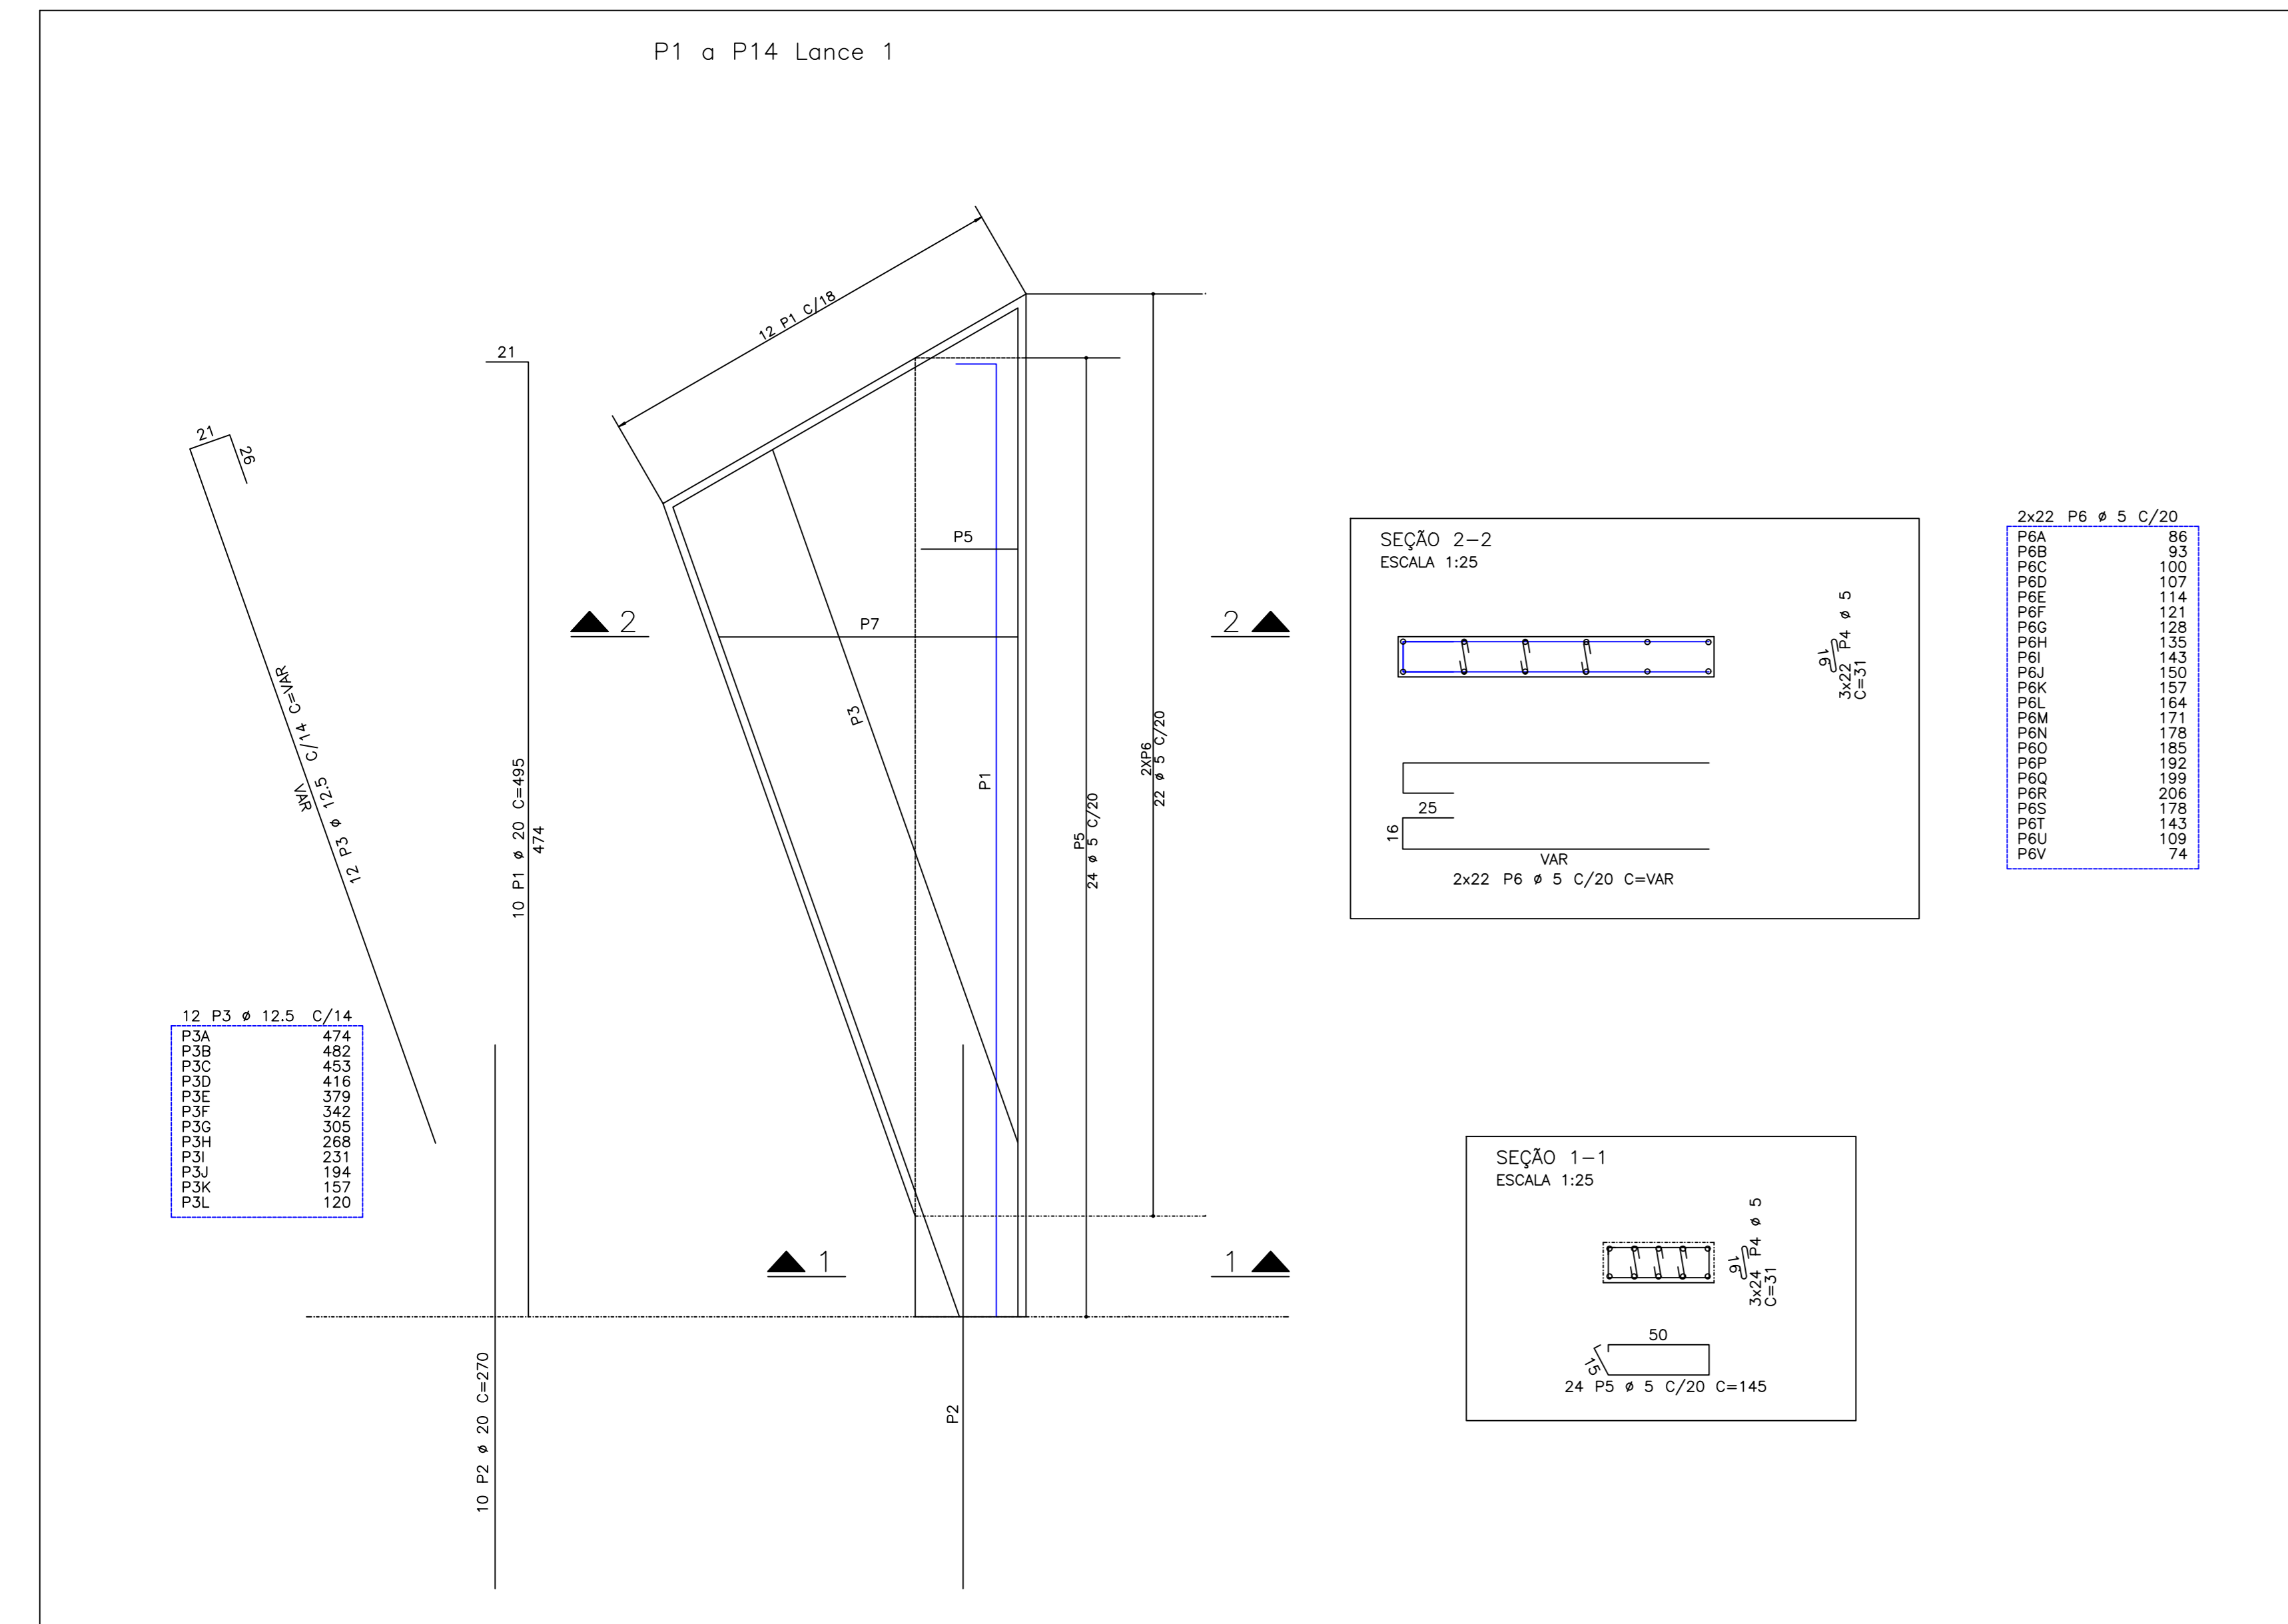 P1 a P14 Lance 1
12 P1 C/18
21
21
26
12 P3 ø 12.5 C/14 C=VAR
VAR
10 P1 ø 20 C=495
474
P5
P7
P3
P1
2
2
2XP6
22 ø 5 C/20
P5
24 ø 5 C/20
12 P3 ø 12.5 C/14
P3A 474
P3B 482
P3C 453
P3D 416
P3E 379
P3F 342
P3G 305
P3H 268
P3I 231
P3J 194
P3K 157
P3L 120
1
1
10 P2 ø 20 C=270
P2
SEÇÃO 2-2
ESCALA 1:25
16
3x22 P4 ø 5
C=31
25
16
VAR
2x22 P6 ø 5 C/20 C=VAR
2x22 P6 ø 5 C/20
P6A 86
P6B 93
P6C 100
P6D 107
P6E 114
P6F 121
P6G 128
P6H 135
P6I 143
P6J 150
P6K 157
P6L 164
P6M 171
P6N 178
P6O 185
P6P 192
P6Q 199
P6R 206
P6S 178
P6T 143
P6U 109
P6V 74
SEÇÃO 1-1
ESCALA 1:25
16
3x24 P4 ø 5
C=31
50
15
24 P5 ø 5 C/20 C=145